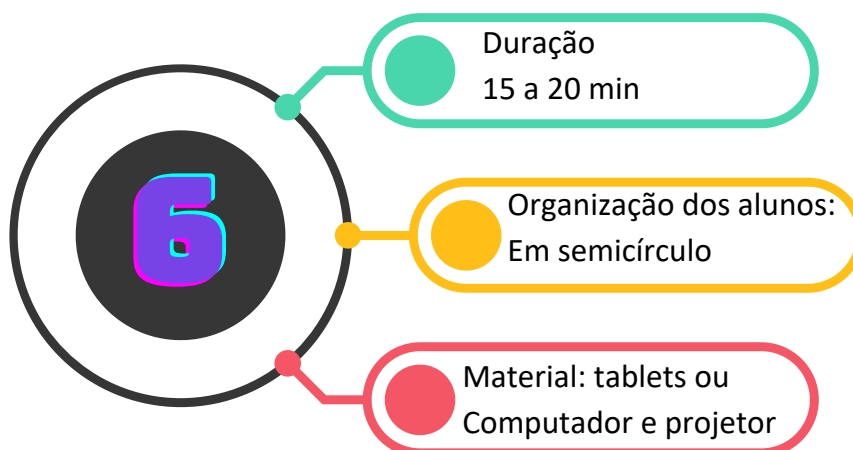 6
Duração
15 a 20 min
Organização dos alunos:
Em semicírculo
Material: tablets ou
Computador e projetor